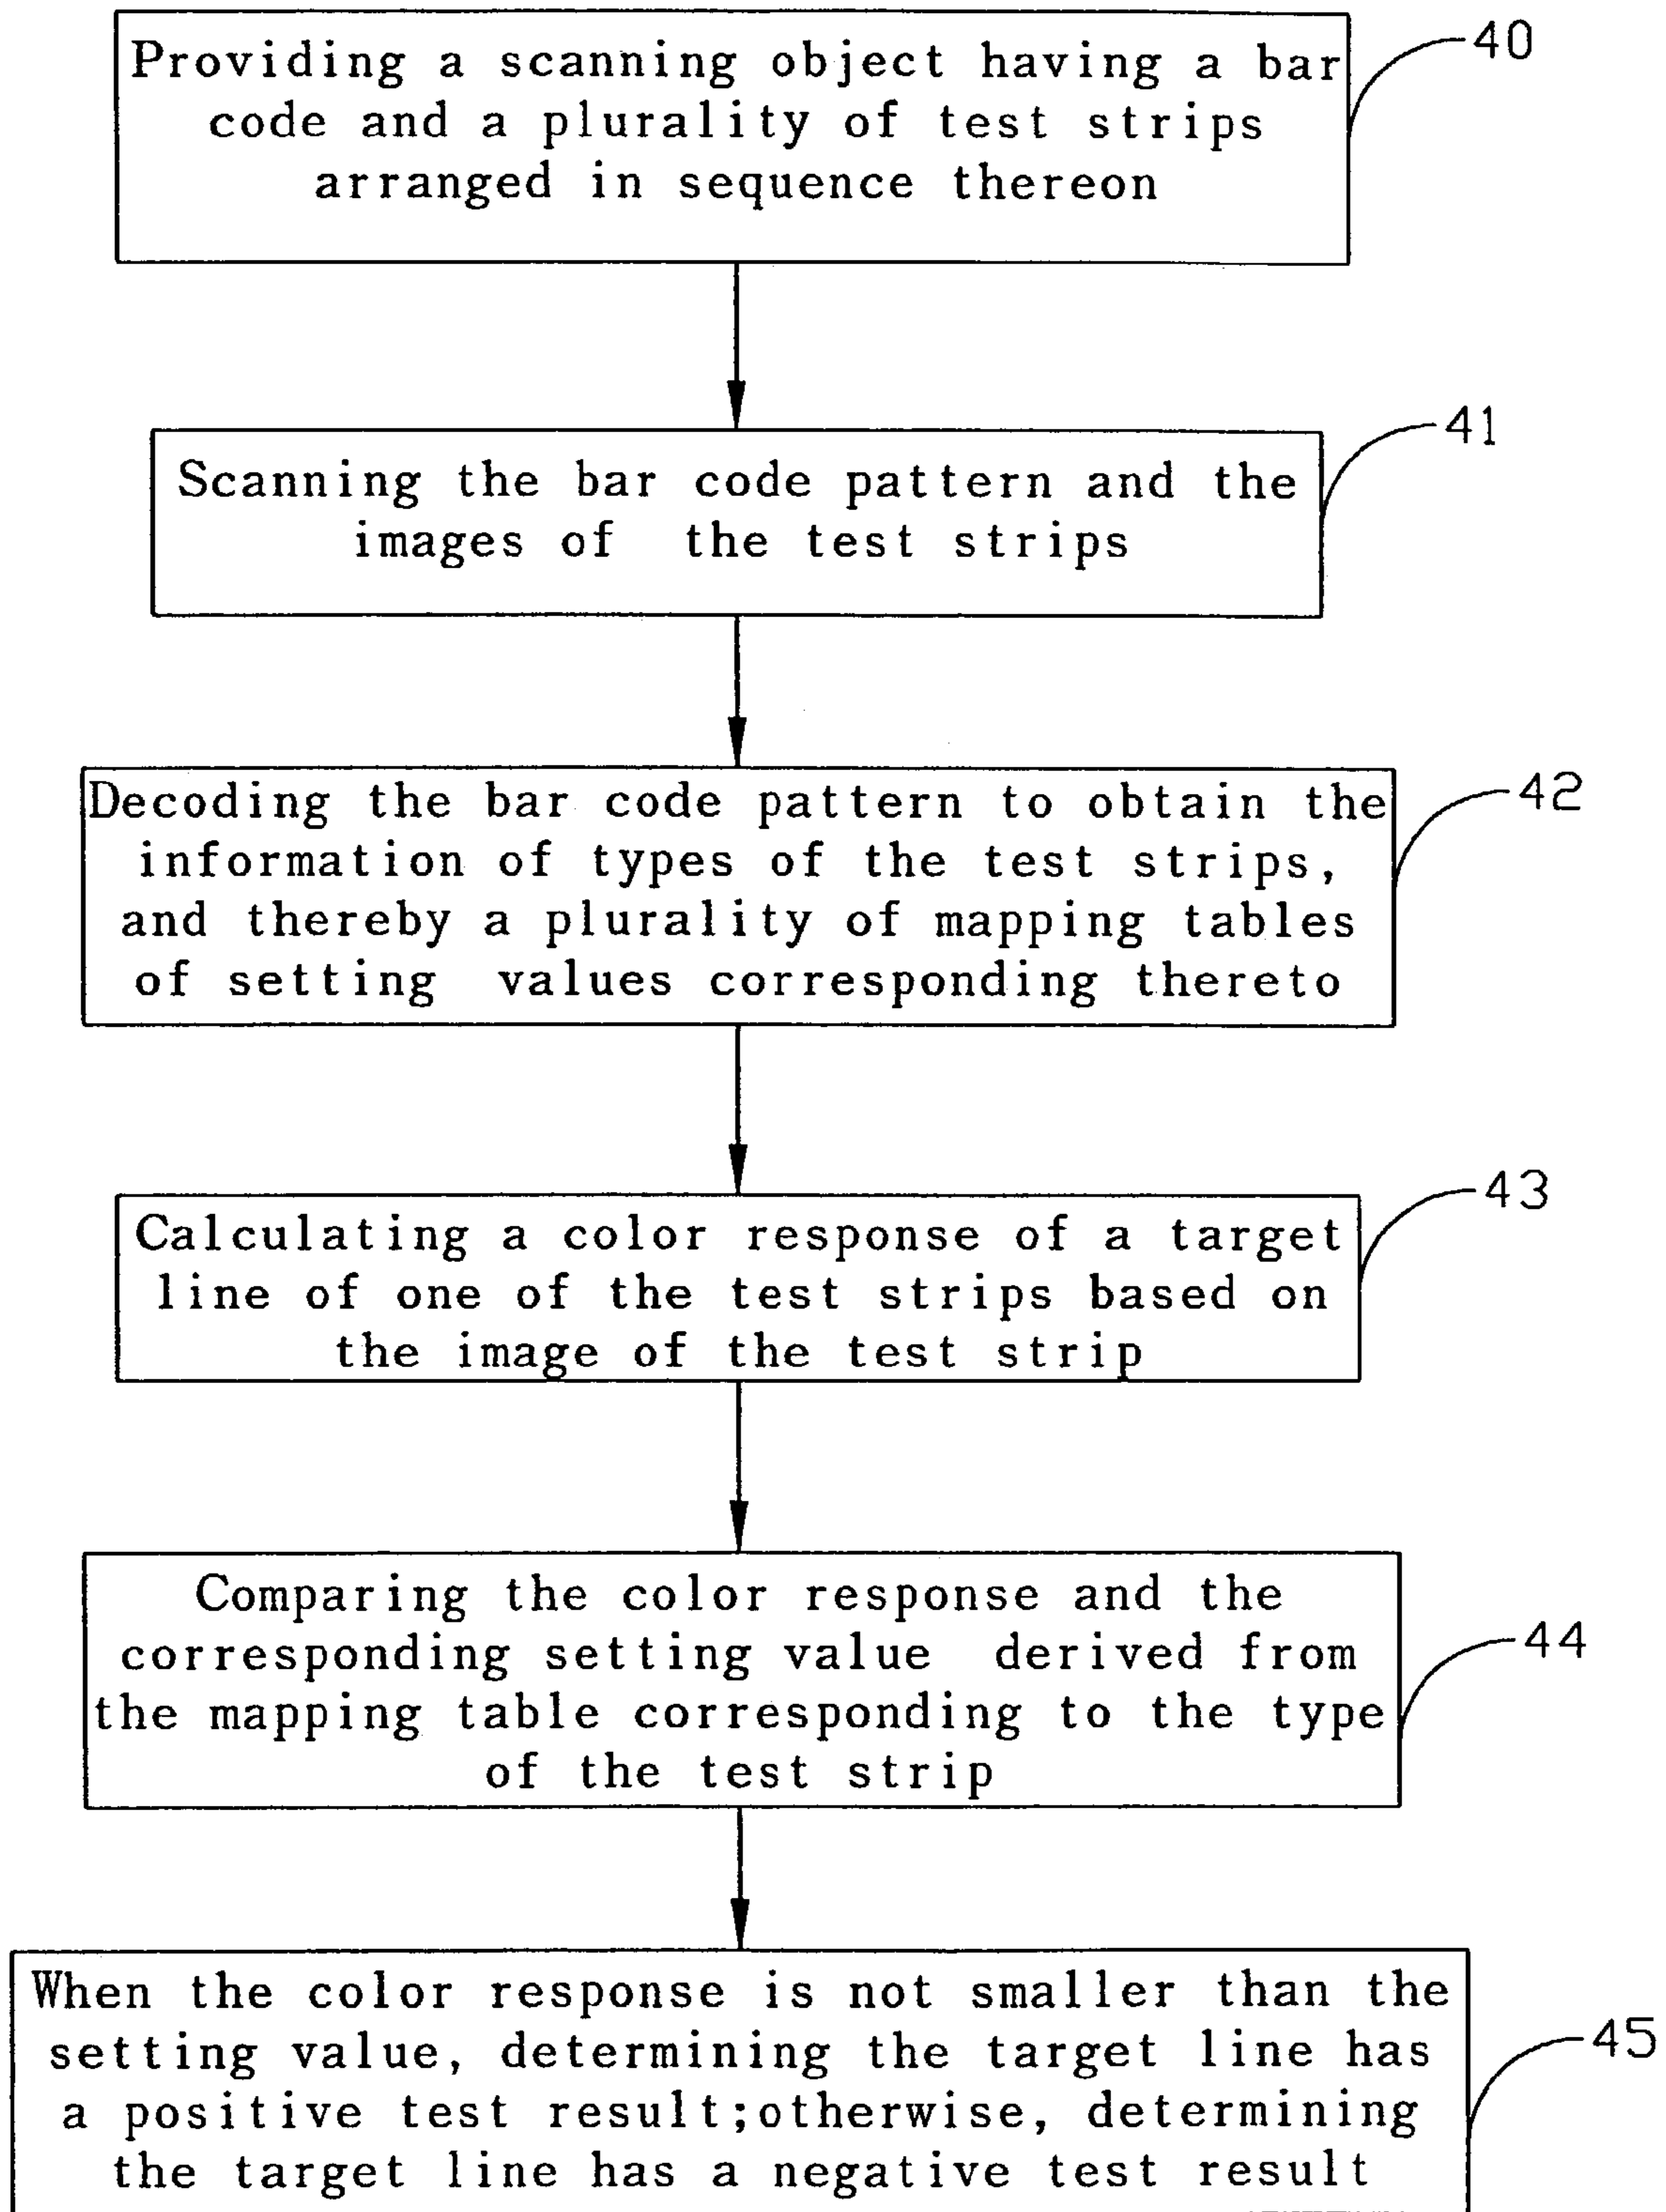 Providing a scanning object having a bar
code and a plurality of test strips
arranged in sequence thereon
40
Scanning the bar code pattern and the
images of the test strips
41
Decoding the bar code pattern to obtain the
information of types of the test strips,
and thereby a plurality of mapping tables
of setting values corresponding thereto
42
Calculating a color response of a target
line of one of the test strips based on
the image of the test strip
43
Comparing the color response and the
corresponding setting value derived from
the mapping table corresponding to the type
of the test strip
44
When the color response is not smaller than the
setting value, determining the target line has
a positive test result;otherwise, determining
the target line has a negative test result
45